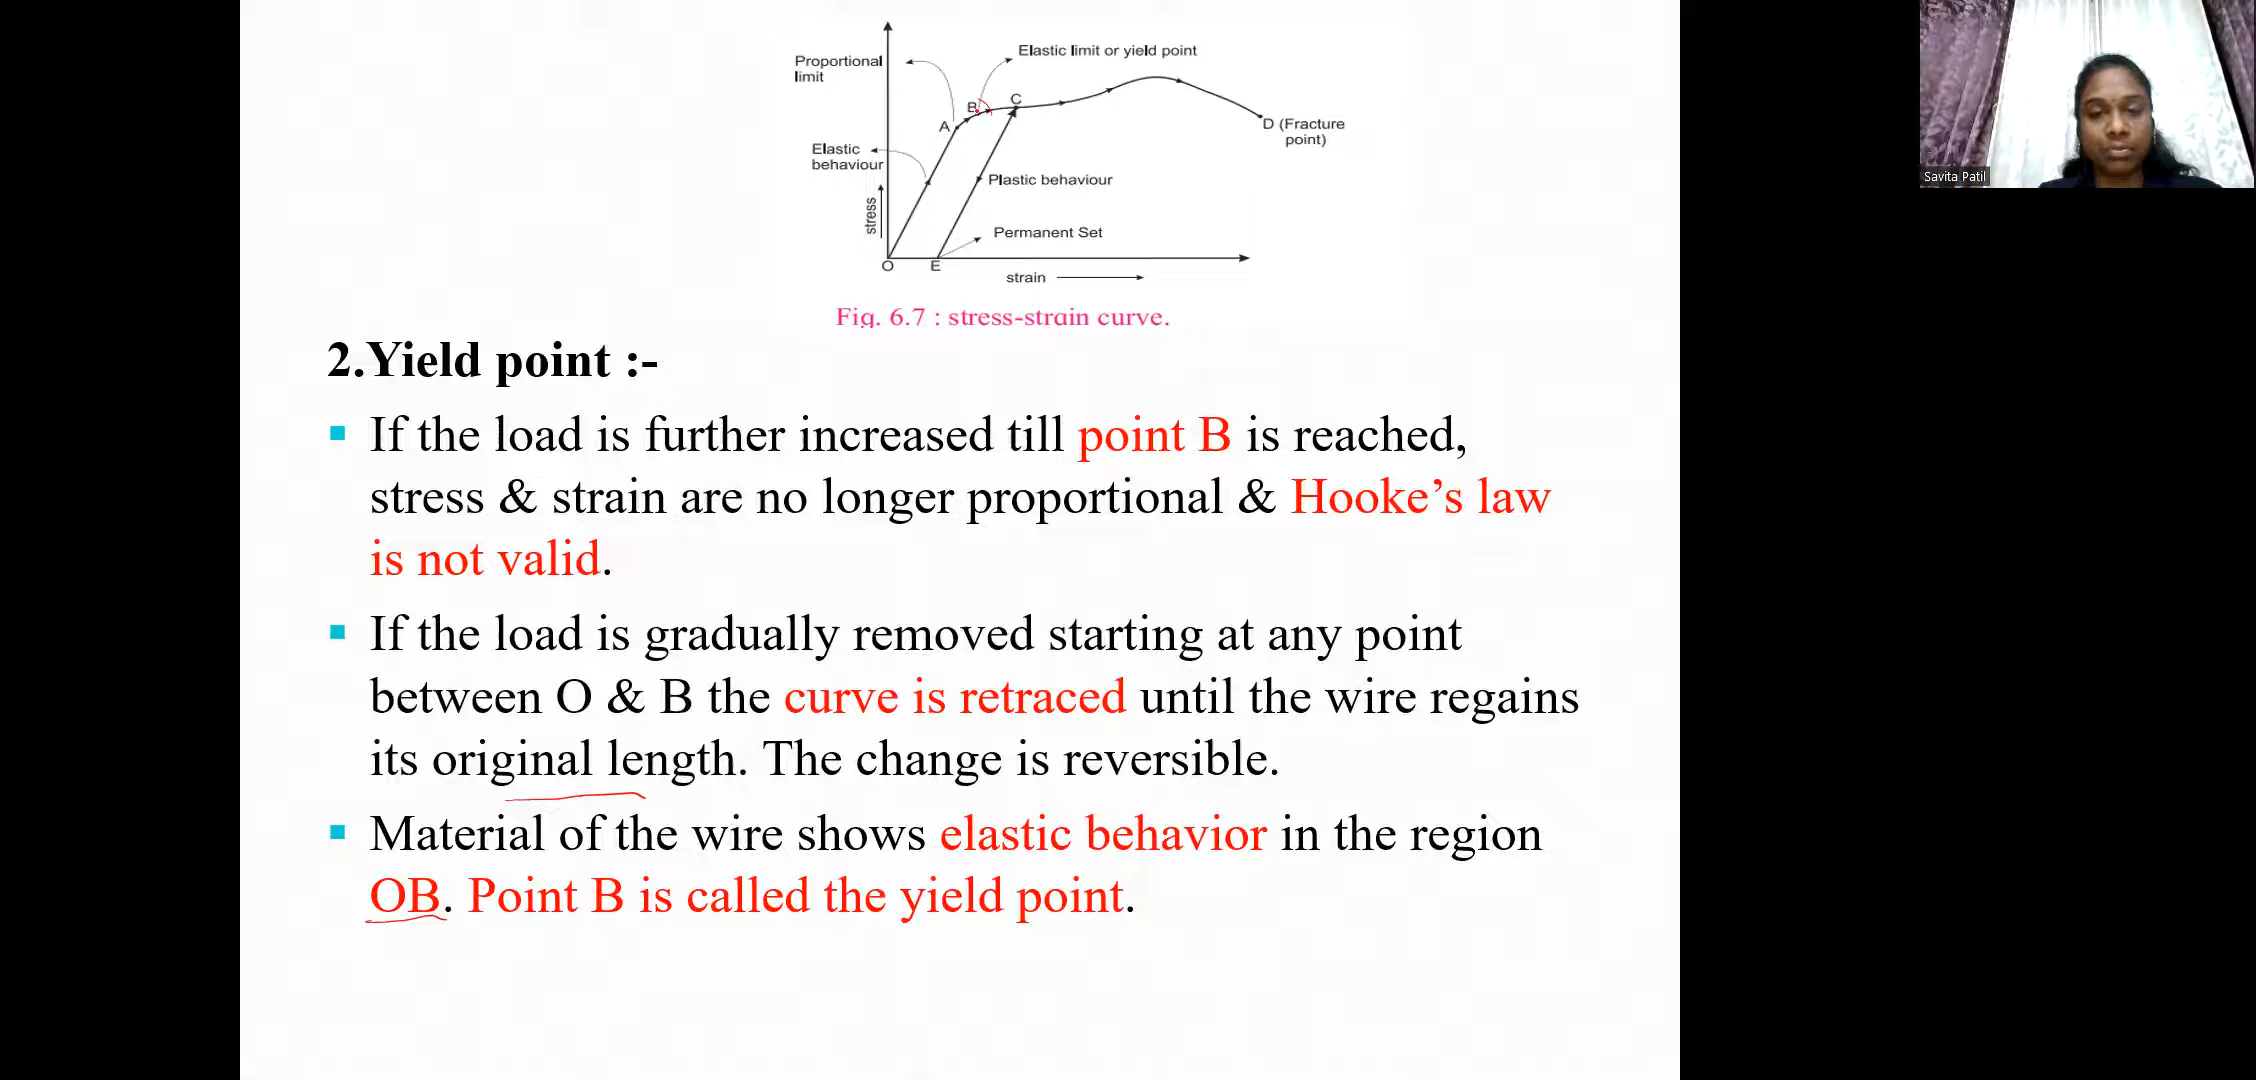 Elastic limit or yield point
Proportional
limit
B
C
A
D (Fracture
point)
Elastic
behaviour
Plastic behaviour
stress
Permanent Set
O
E
strain
Fig. 6.7 : stress-strain curve.
2.Yield point :-
If the load is further increased till point B is reached,
stress & strain are no longer proportional & Hooke’s law
is not valid.
If the load is gradually removed starting at any point
between O & B the curve is retraced until the wire regains
its original length. The change is reversible.
Material of the wire shows elastic behavior in the region
OB. Point B is called the yield point.
Savita Patil